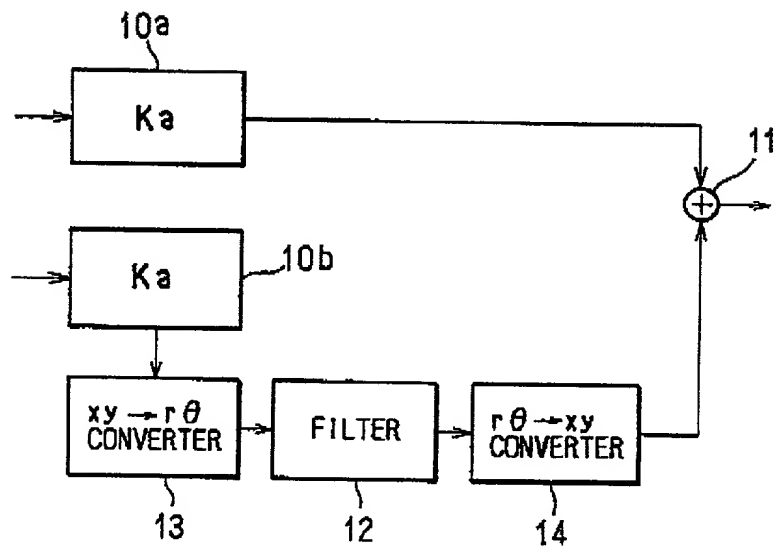 10a
Ka
11
Ka
10b
xy→rθ
CONVERTER
FILTER
rθ→xy
CONVERTER
13
12
14